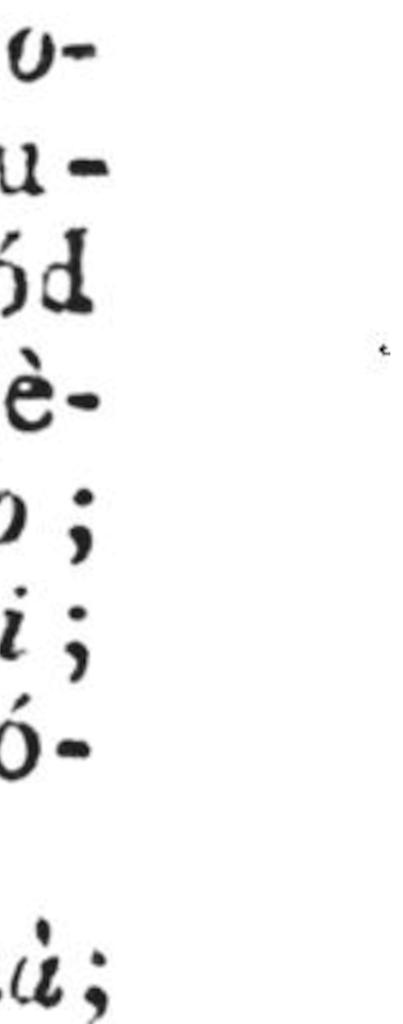 o-
u-
ód
è-
o;
i;
ó-
à;